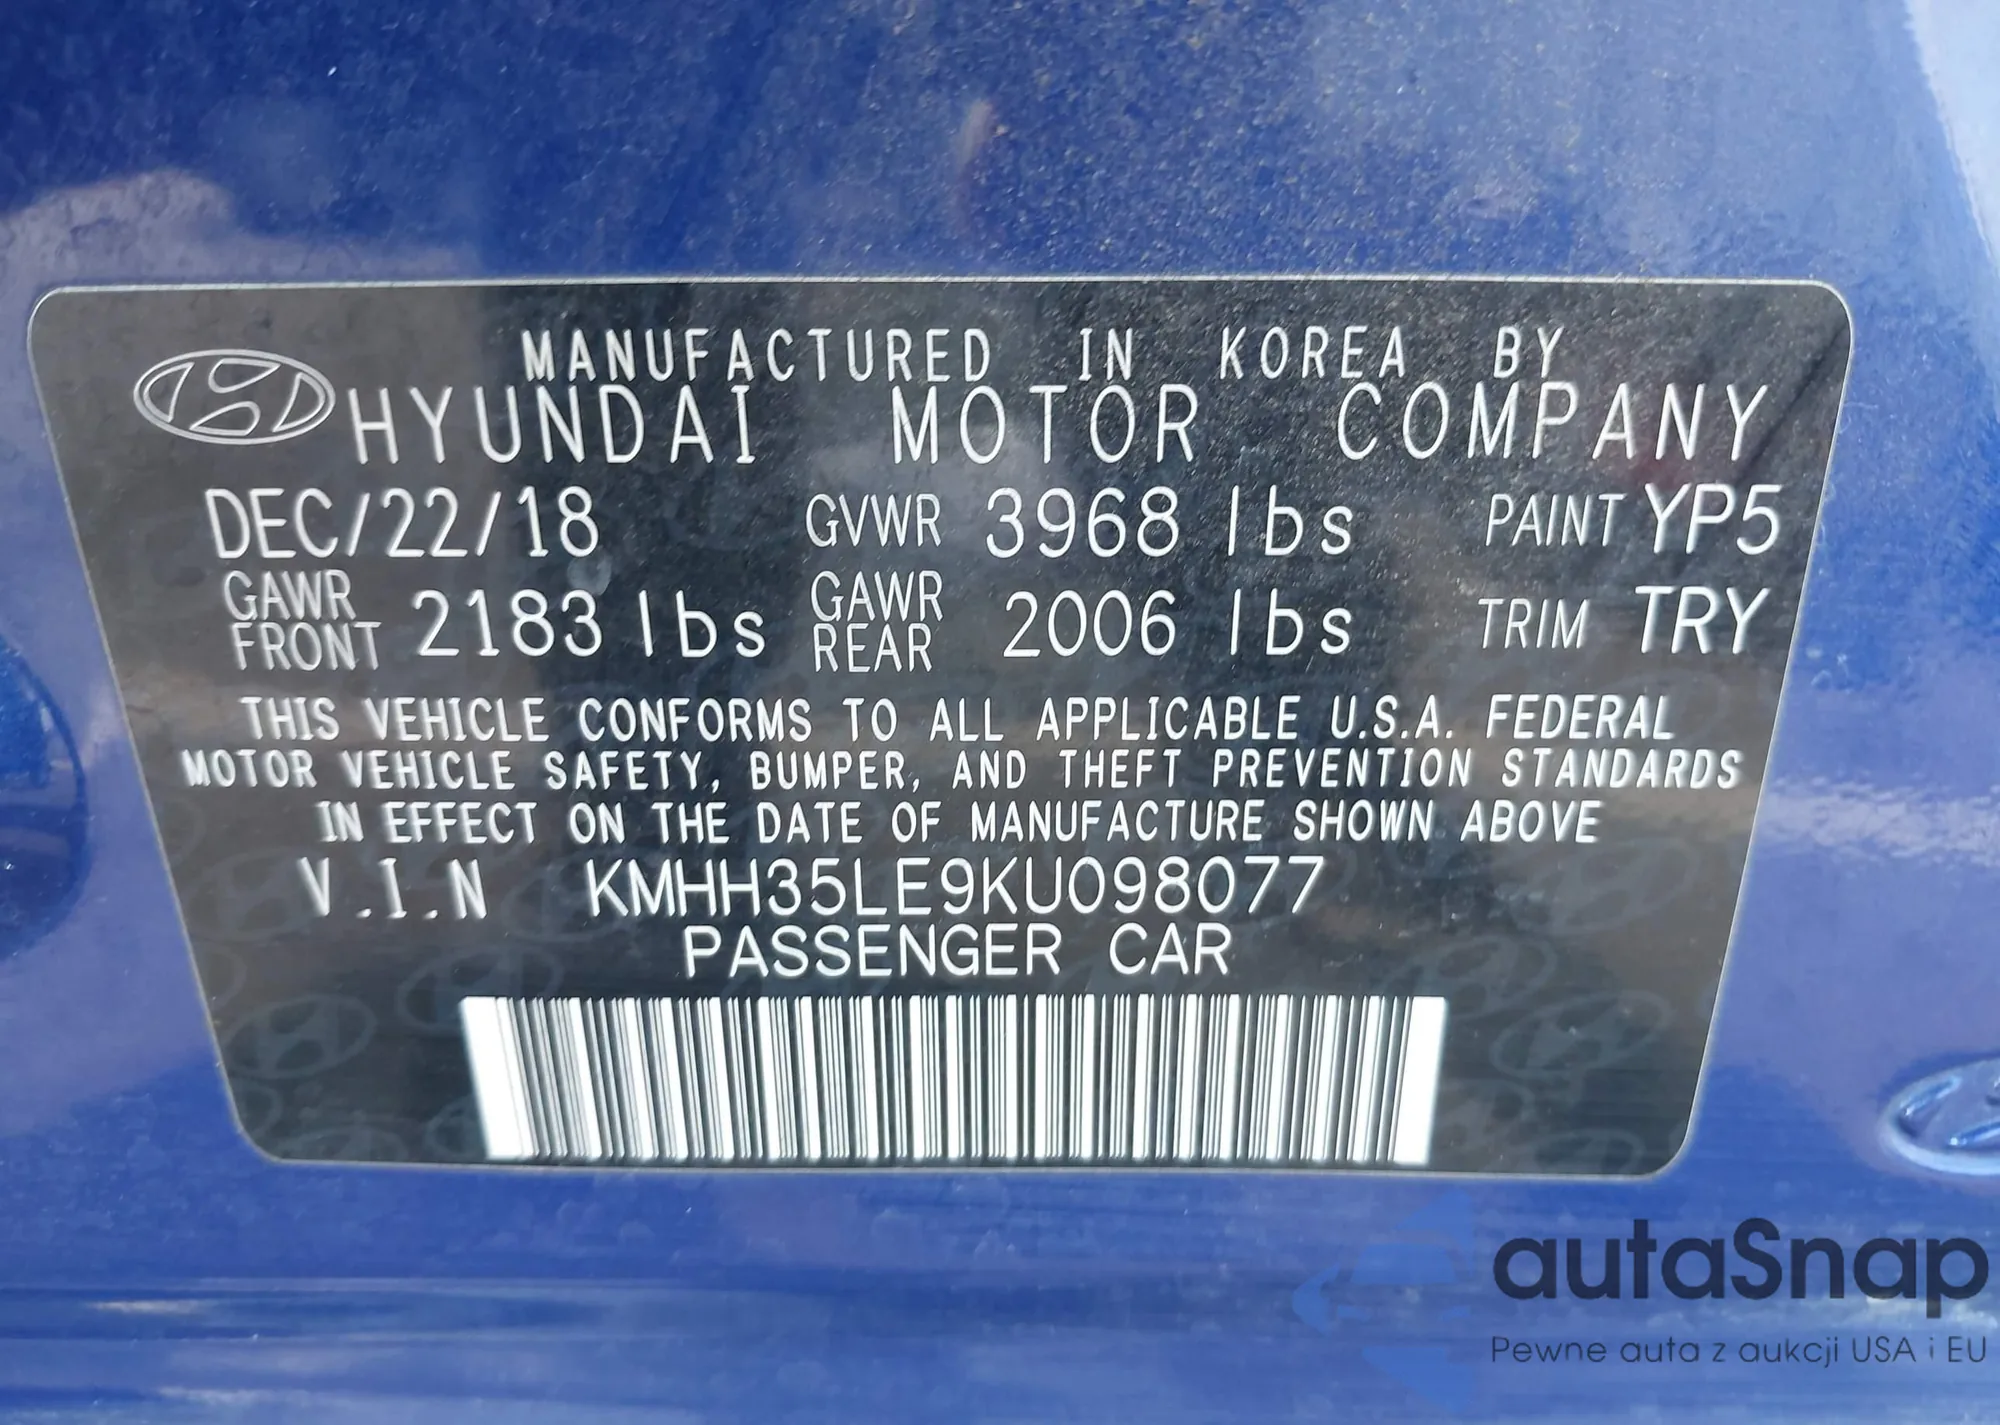 MANUFACTURED IN KOREA BY
HYUNDAI MOTOR COMPANY
DEC/22/18 GVWR 3968 lbs PAINT YP5
GAWR FRONT 2183 lbs GAWR REAR 2006 lbs TRIM TRY
THIS VEHICLE CONFORMS TO ALL APPLICABLE U.S.A. FEDERAL
MOTOR VEHICLE SAFETY, BUMPER, AND THEFT PREVENTION STANDARDS
IN EFFECT ON THE DATE OF MANUFACTURE SHOWN ABOVE
V.I.N KMHH35LE9KU098077
PASSENGER CAR
autaSnap
Pewne auta z aukcji USA i EU